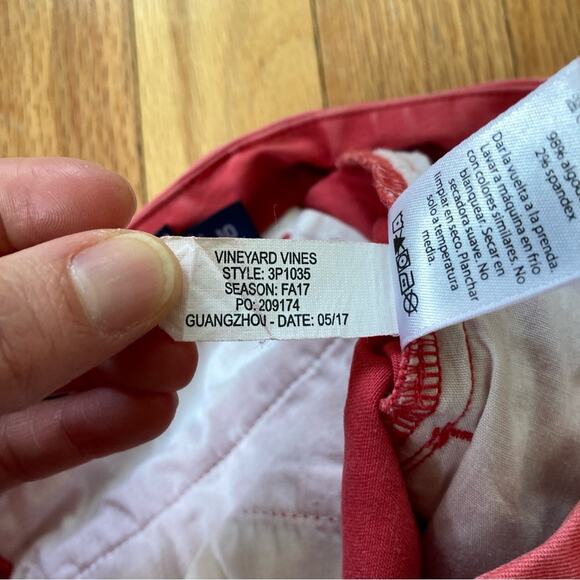 VINEYARD VINES
STYLE: 3P1035
SEASON: FA17
PO: 209174
GUANGZHOU - DATE: 05/17
98% algod
2% spandex
Dar la vuelta a la prenda.
Lavar a máquina en frío
con colores similares. No
blanquear. Secar en
secadora suave. No
limpiar en seco. Planchar
solo a temperatura
media.